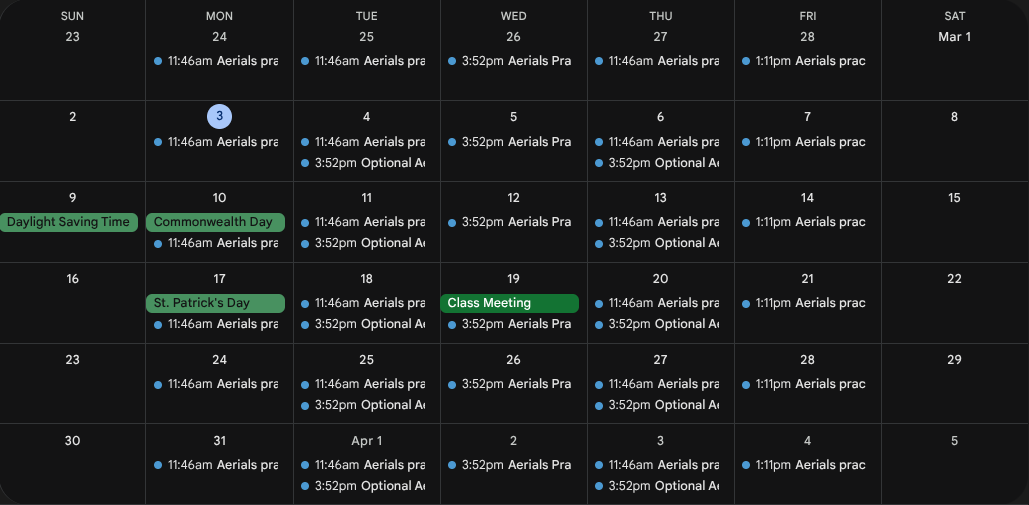 SUN MON TUE WED THU FRI SAT
23 24 25 26 27 28 Mar 1
11:46am Aerials pra 11:46am Aerials pra 3:52pm Aerials Pra 11:46am Aerials pra 1:11pm Aerials prac
2 3 4 5 6 7 8
11:46am Aerials pra 11:46am Aerials pra 3:52pm Aerials Pra 11:46am Aerials pra 1:11pm Aerials prac
3:52pm Optional Ae 3:52pm Optional Ae
9 10 11 12 13 14 15
Daylight Saving Time Commonwealth Day 11:46am Aerials pra 3:52pm Aerials Pra 11:46am Aerials pra 1:11pm Aerials prac
11:46am Aerials pra 3:52pm Optional Ae 3:52pm Optional Ae
16 17 18 19 20 21 22
St. Patrick's Day 11:46am Aerials pra Class Meeting 11:46am Aerials pra 1:11pm Aerials prac
11:46am Aerials pra 3:52pm Optional Ae 3:52pm Aerials Pra 3:52pm Optional Ae
23 24 25 26 27 28 29
11:46am Aerials pra 11:46am Aerials pra 3:52pm Aerials Pra 11:46am Aerials pra 1:11pm Aerials prac
3:52pm Optional Ae 3:52pm Optional Ae
30 31 Apr 1 2 3 4 5
11:46am Aerials pra 11:46am Aerials pra 3:52pm Aerials Pra 11:46am Aerials pra 1:11pm Aerials prac
3:52pm Optional Ae 3:52pm Optional Ae